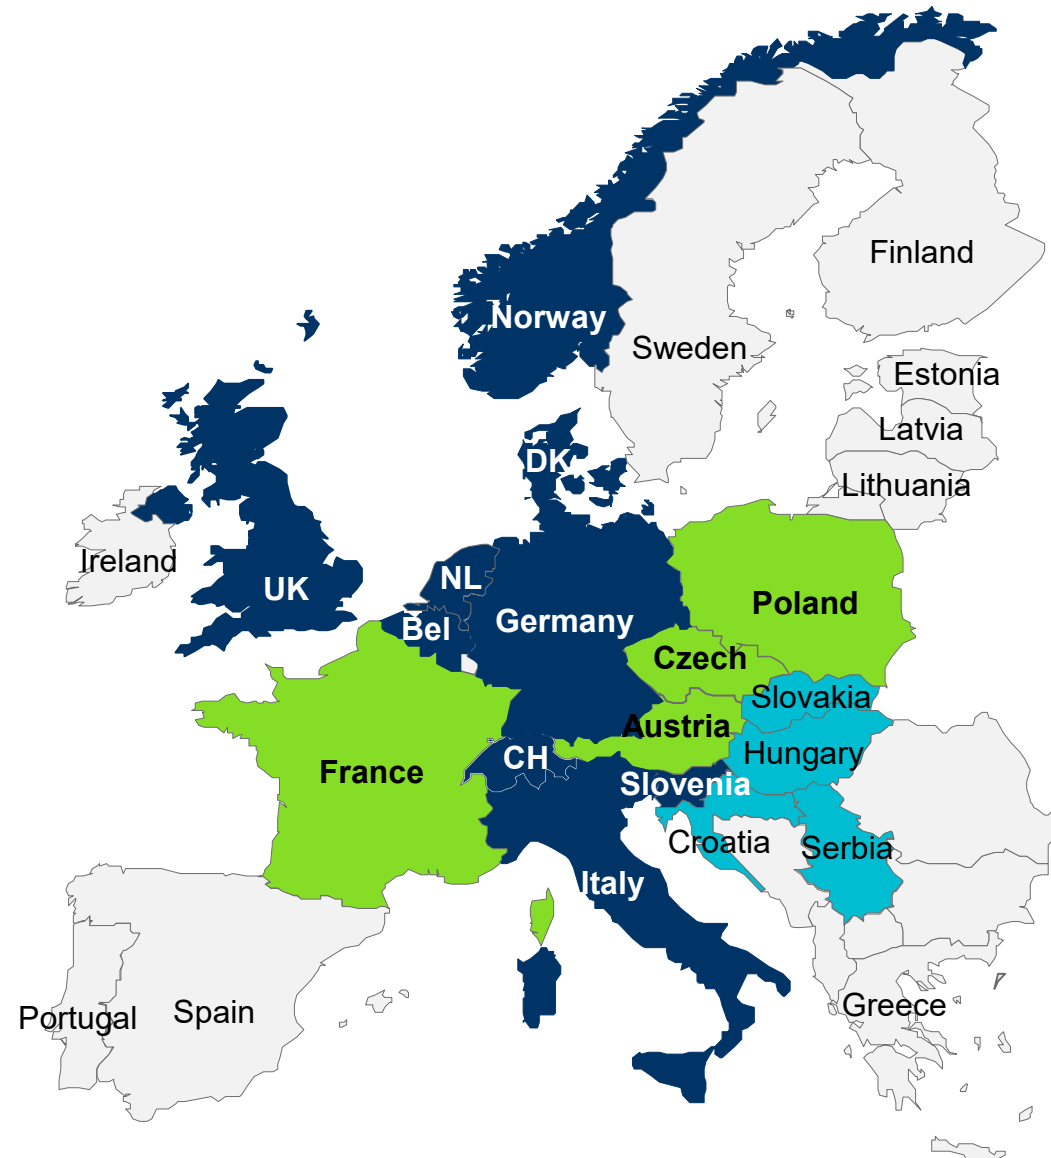 Finland
Norway
Sweden
Estonia
Latvia
DK
Lithuania
Ireland
NL
UK
Poland
Germany
Bel
Czech
Slovakia
Austria
Hungary
CH
France
Slovenia
Croatia
Serbia
Italy
Greece
Spain
Portugal